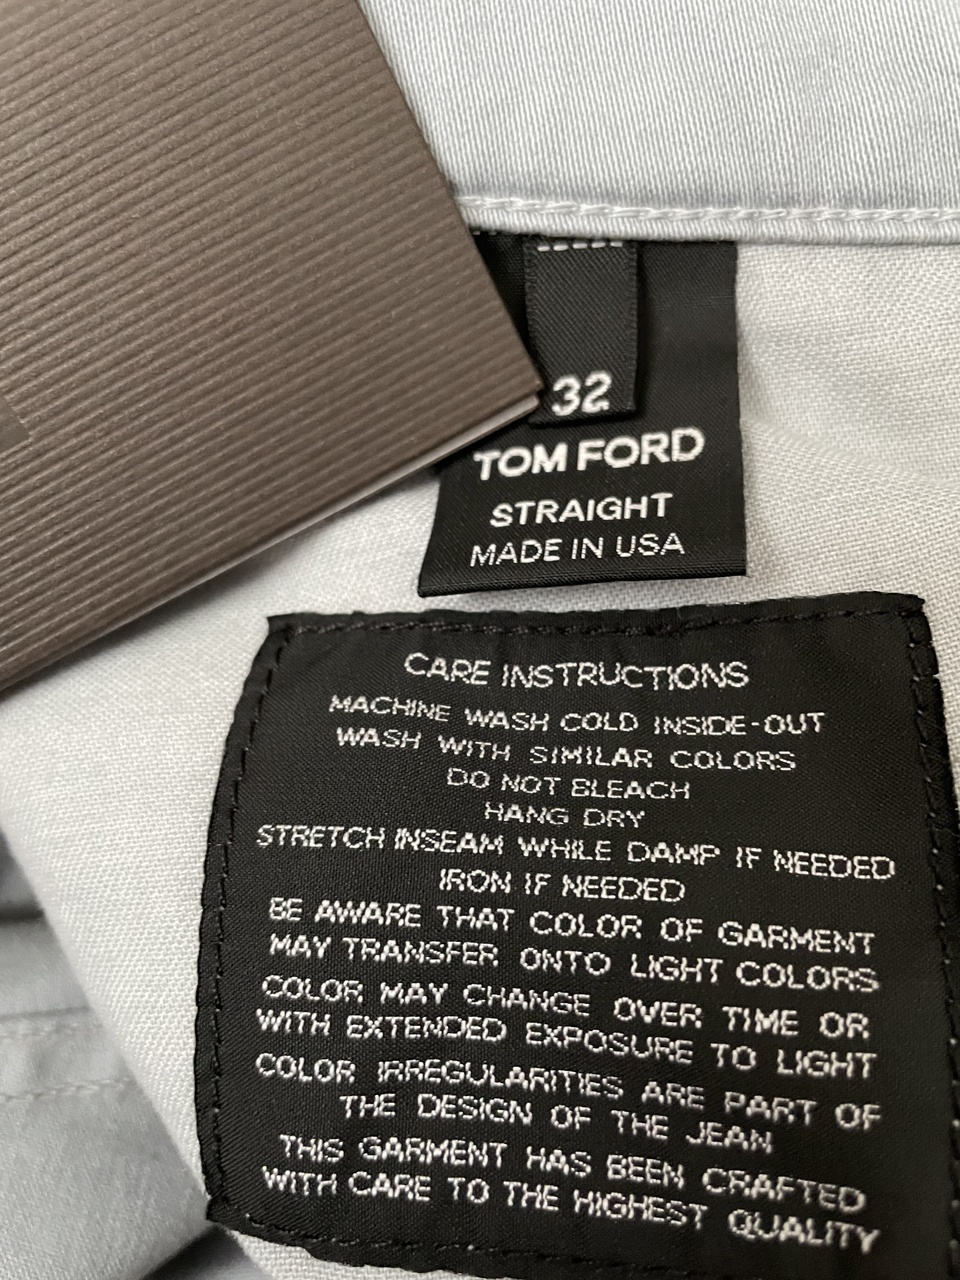 32
TOM FORD
STRAIGHT
MADE IN USA
CARE INSTRUCTIONS
MACHINE WASH COLD INSIDE-OUT
WASH WITH SIMILAR COLORS
DO NOT BLEACH
HANG DRY
STRETCH INSEAM WHILE DAMP IF NEEDED
IRON IF NEEDED
BE AWARE THAT COLOR OF GARMENT
MAY TRANSFER ONTO LIGHT COLORS
COLOR MAY CHANGE OVER TIME OR
WITH EXTENDED EXPOSURE TO LIGHT
COLOR IRREGULARITIES ARE PART OF
THE DESIGN OF THE JEAN
THIS GARMENT HAS BEEN CRAFTED
WITH CARE TO THE HIGHEST QUALITY